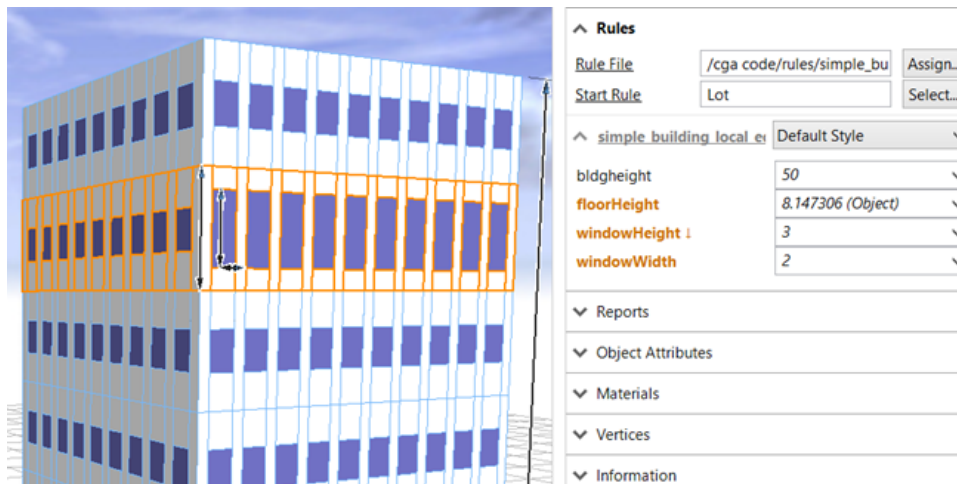 Rules
Rule File /cga code/rules/simple_bu Assign...
Start Rule Lot Select...
simple_building_local_e Default Style
bldgheight 50
floorHeight 8.147306 (Object)
windowHeight ↓ 3
windowWidth 2
Reports
Object Attributes
Materials
Vertices
Information